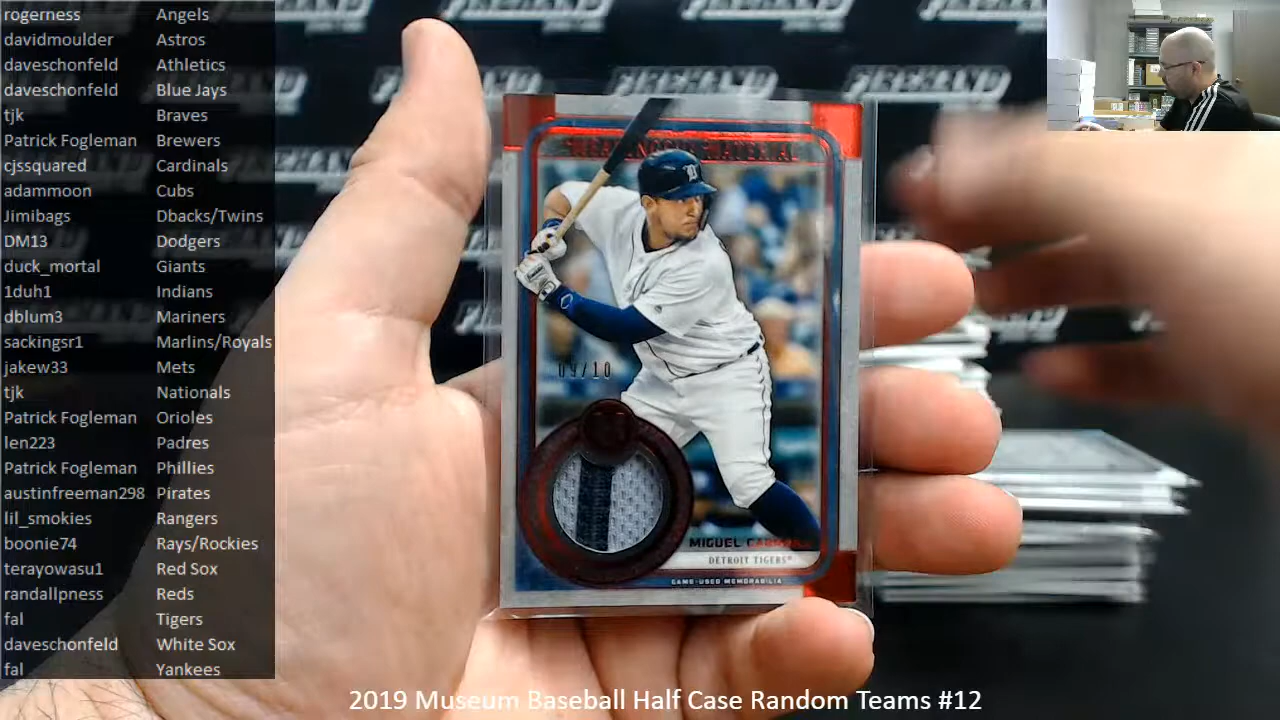 rogerness Angels
davidmoulder Astros
daveschonfeld Athletics
daveschonfeld Blue Jays
tjk Braves
Patrick Fogleman Brewers
cjssquared Cardinals
adammoon Cubs
Jimibags Dbacks/Twins
DM13 Dodgers
duck_mortal Giants
1duh1 Indians
dblum3 Mariners
sackingsr1 Marlins/Royals
jakew33 Mets
tjk Nationals
Patrick Fogleman Orioles
len223 Padres
Patrick Fogleman Phillies
austinfreeman298 Pirates
lil_smokies Rangers
boonie74 Rays/Rockies
terayowasu1 Red Sox
randallpness Reds
fal Tigers
daveschonfeld White Sox
fal Yankees
FIREHAND
FIREHAND
FIREHAND
D
09/10
MIGUEL
DETROIT TIGERS
GAME-USED MEMORABILIA
2019 Museum Baseball Half Case Random Teams #12